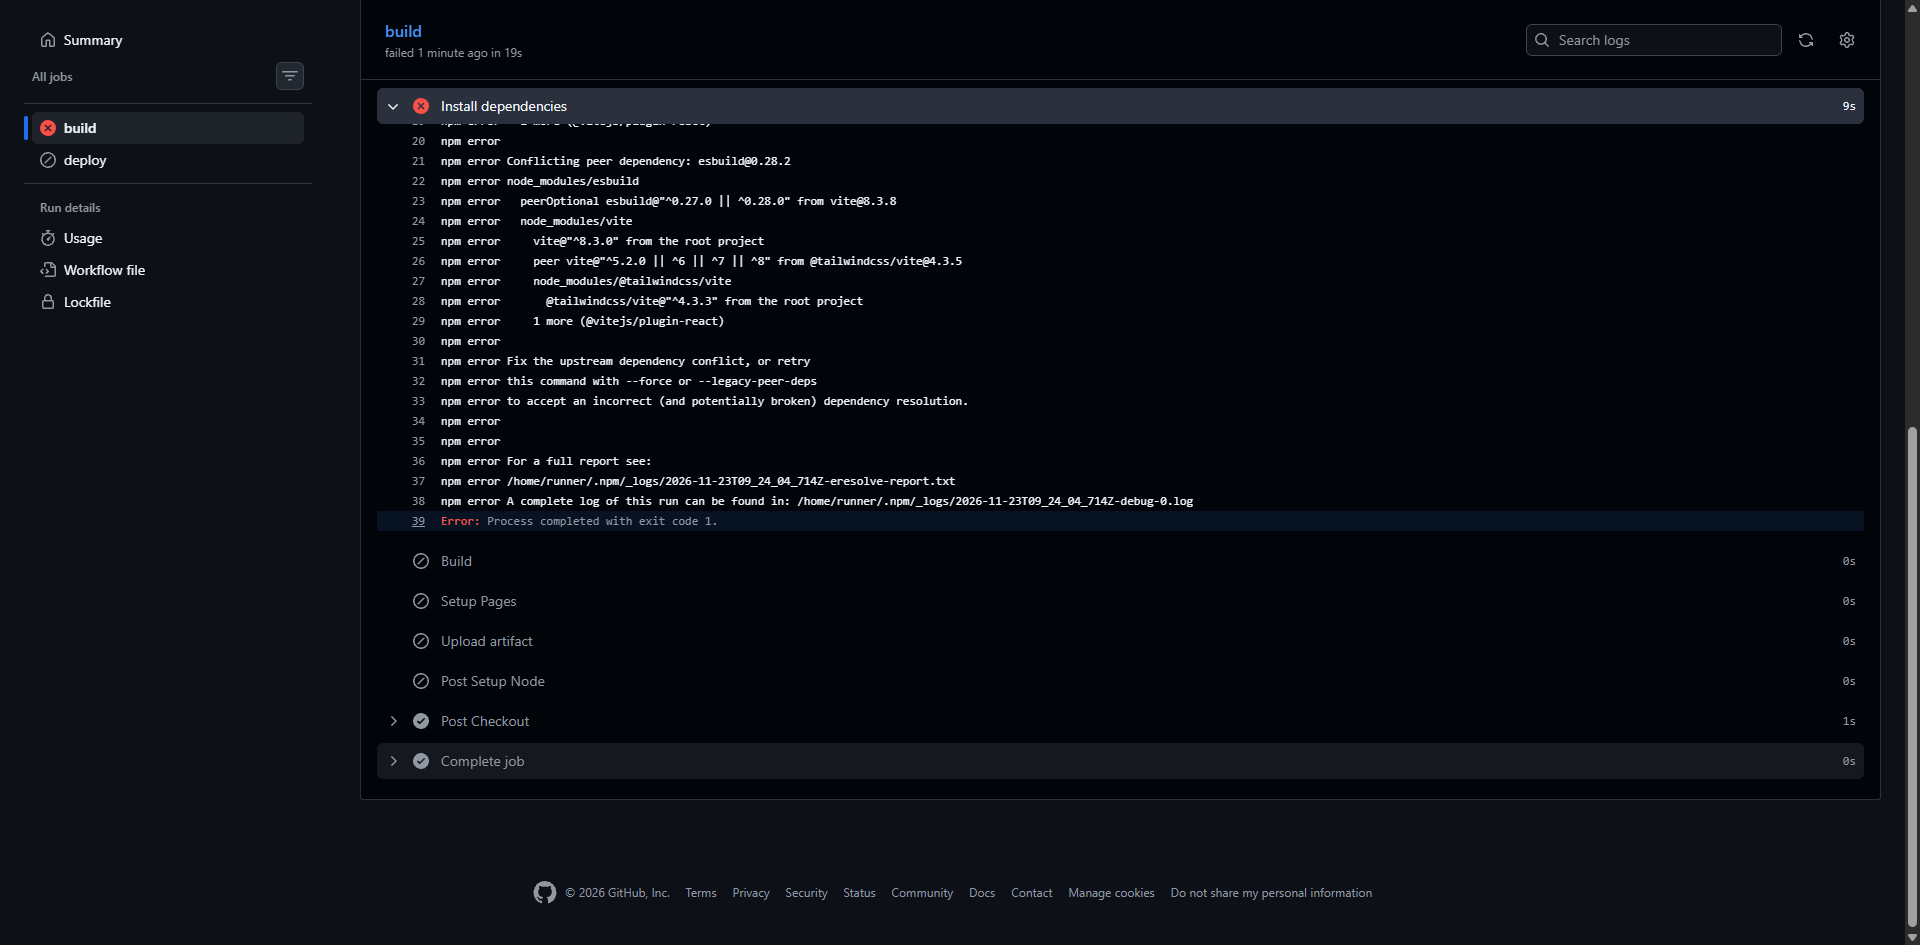 Summary
All jobs
build
deploy
Run details
Usage
Workflow file
Lockfile
build
failed 1 minute ago in 19s
Search logs
Install dependencies 9s
20 npm error
21 npm error Conflicting peer dependency: esbuild@0.28.2
22 npm error node_modules/esbuild
23 npm error   peerOptional esbuild@"^0.27.0 || ^0.28.0" from vite@8.3.8
24 npm error   node_modules/vite
25 npm error     vite@"^8.3.0" from the root project
26 npm error     peer vite@"^5.2.0 || ^6 || ^7 || ^8" from @tailwindcss/vite@4.3.5
27 npm error     node_modules/@tailwindcss/vite
28 npm error       @tailwindcss/vite@"^4.3.3" from the root project
29 npm error     1 more (@vitejs/plugin-react)
30 npm error
31 npm error Fix the upstream dependency conflict, or retry
32 npm error this command with --force or --legacy-peer-deps
33 npm error to accept an incorrect (and potentially broken) dependency resolution.
34 npm error
35 npm error
36 npm error For a full report see:
37 npm error /home/runner/.npm/_logs/2026-11-23T09_24_04_714Z-eresolve-report.txt
38 npm error A complete log of this run can be found in: /home/runner/.npm/_logs/2026-11-23T09_24_04_714Z-debug-0.log
39 Error: Process completed with exit code 1.
Build 0s
Setup Pages 0s
Upload artifact 0s
Post Setup Node 0s
Post Checkout 1s
Complete job 0s
© 2026 GitHub, Inc. Terms Privacy Security Status Community Docs Contact Manage cookies Do not share my personal information